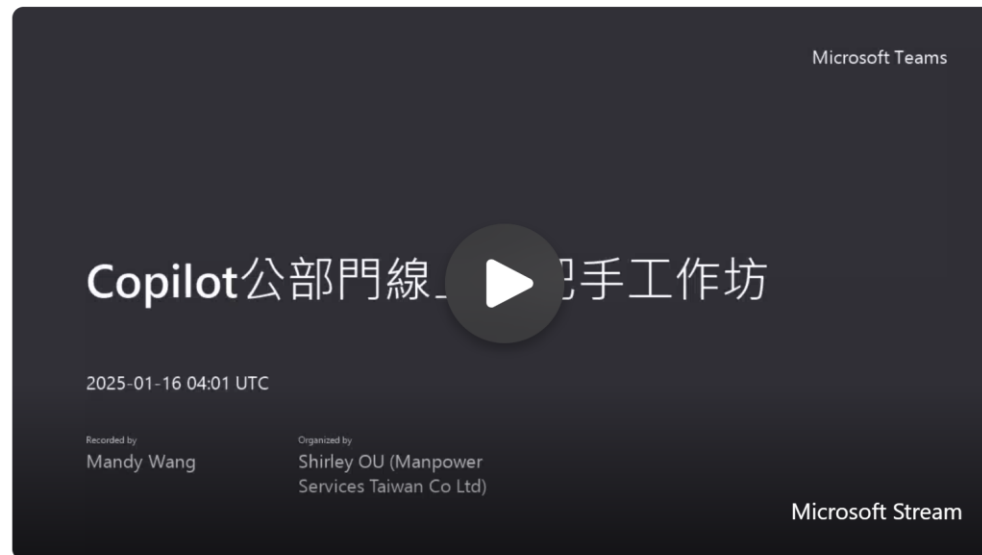 Microsoft Teams
Copilot公部門線手工作坊
2025-01-16 04:01 UTC
Recorded by
Mandy Wang
Organized by
Shirley OU (Manpower
Services Taiwan Co Ltd)
Microsoft Stream